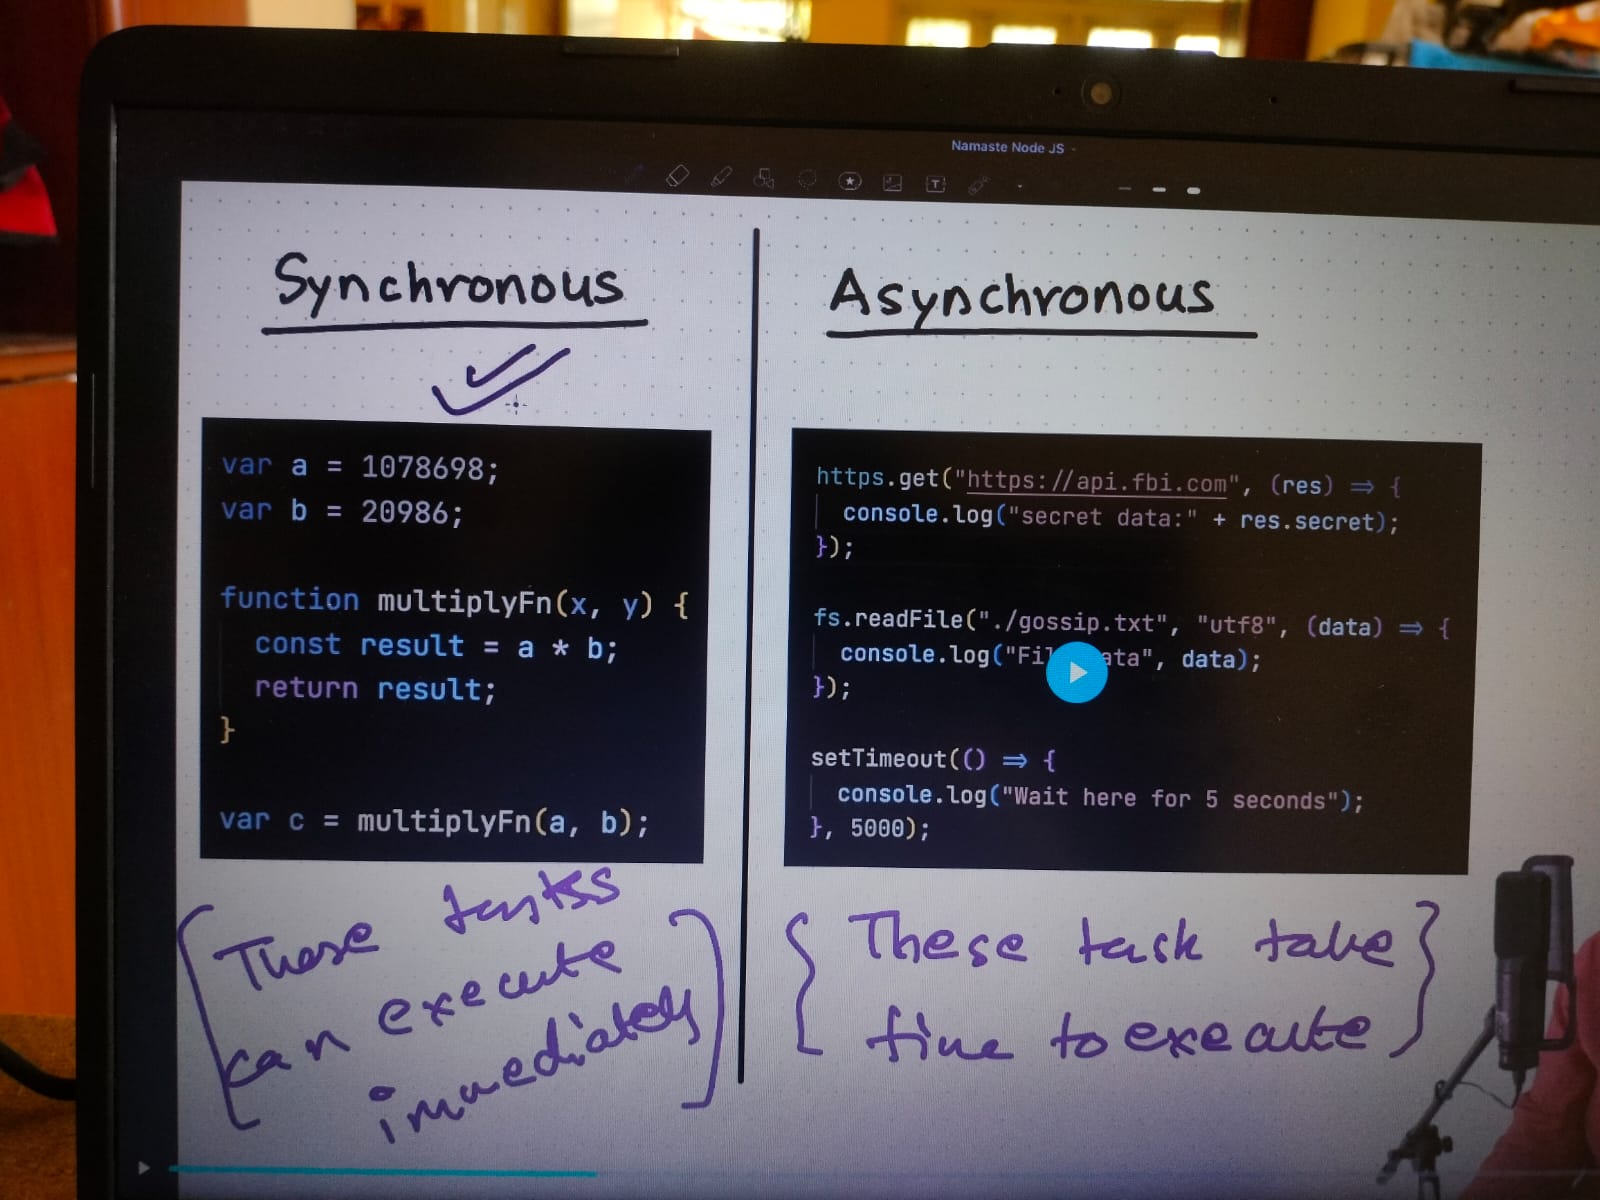 Namaste Node JS
Synchronous
var a = 1078698;
var b = 20986;
function multiplyFn(x, y) {
const result = a * b;
return result;
}
var c = multiplyFn(a, b);
These taskss
can execute
immediately
Asynchronous
https.get("https://api.fbi.com", (res) => {
console.log("secret data:" + res.secret);
});
fs.readFile("./gossip.txt", "utf8", (data) => {
console.log("Fil ata", data);
});
setTimeout(() => {
console.log("Wait here for 5 seconds");
}, 5000);
{ These task take }
time to execute